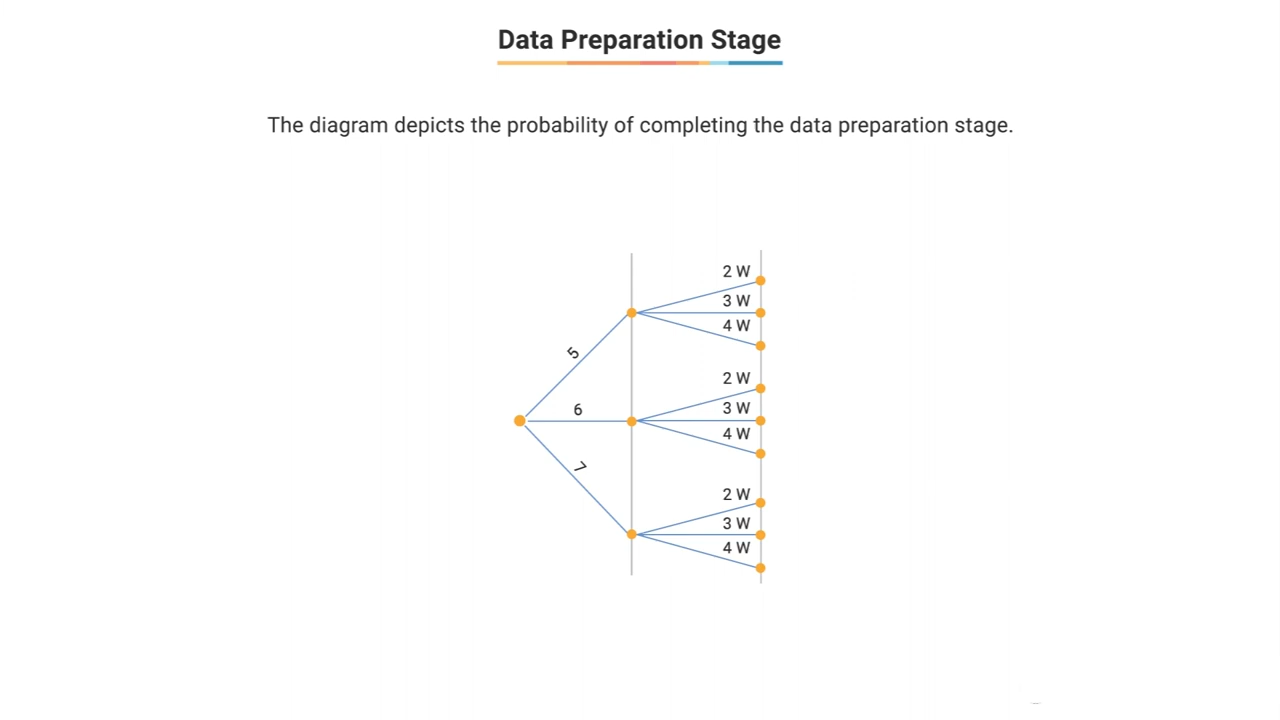 Data Preparation Stage
The diagram depicts the probability of completing the data preparation stage.
2 W
3 W
4 W
5
2 W
3 W
6
4 W
7
2 W
3 W
4 W